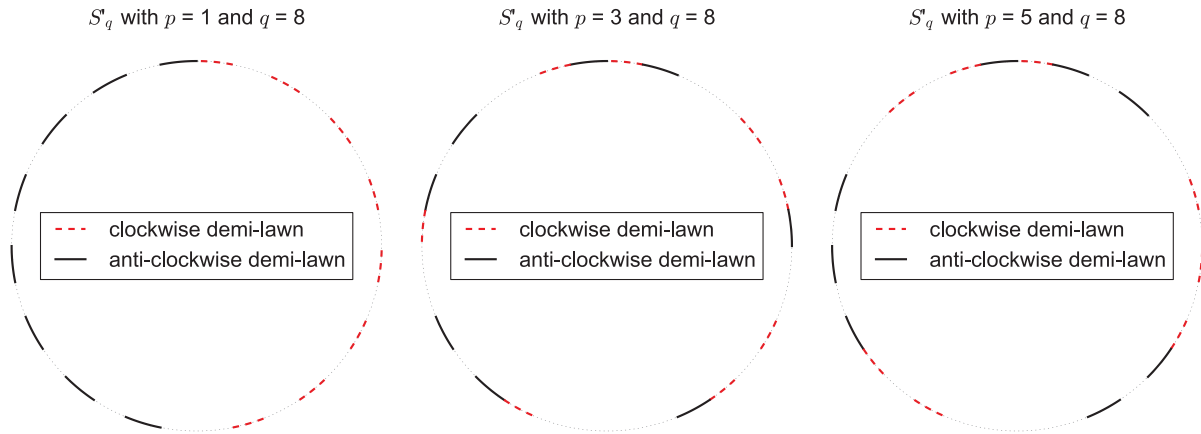 S'q with p = 1 and q = 8
clockwise demi-lawn
anti-clockwise demi-lawn
S'q with p = 3 and q = 8
clockwise demi-lawn
anti-clockwise demi-lawn
S'q with p = 5 and q = 8
clockwise demi-lawn
anti-clockwise demi-lawn